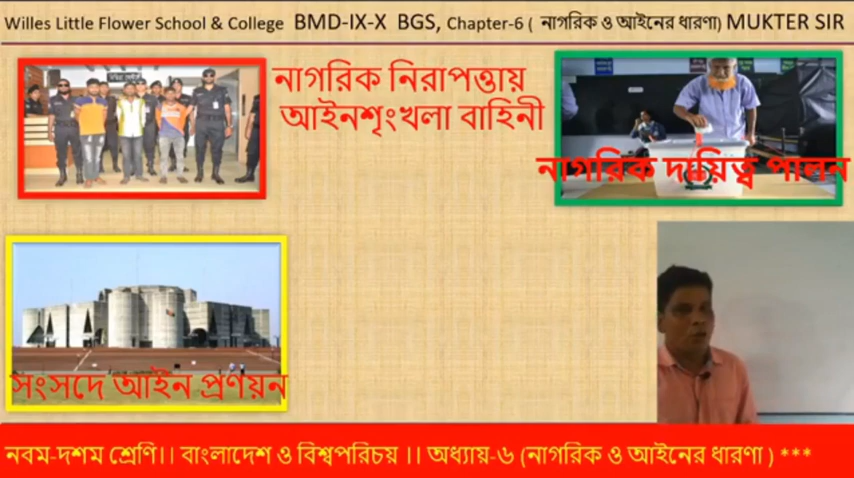 Willes Little Flower School & College BMD-IX-X BGS, Chapter-6 ( নাগরিক ও আইনের ধারণা) MUKTER SIR
নাগরিক নিরাপত্তায়
আইনশৃংখলা বাহিনী
নাগরিক দায়িত্ব পালন
সংসদে আইন প্রণয়ন
নবম-দশম শ্রেণি।। বাংলাদেশ ও বিশ্বপরিচয় ।। অধ্যায়-৬ (নাগরিক ও আইনের ধারণা ) ***